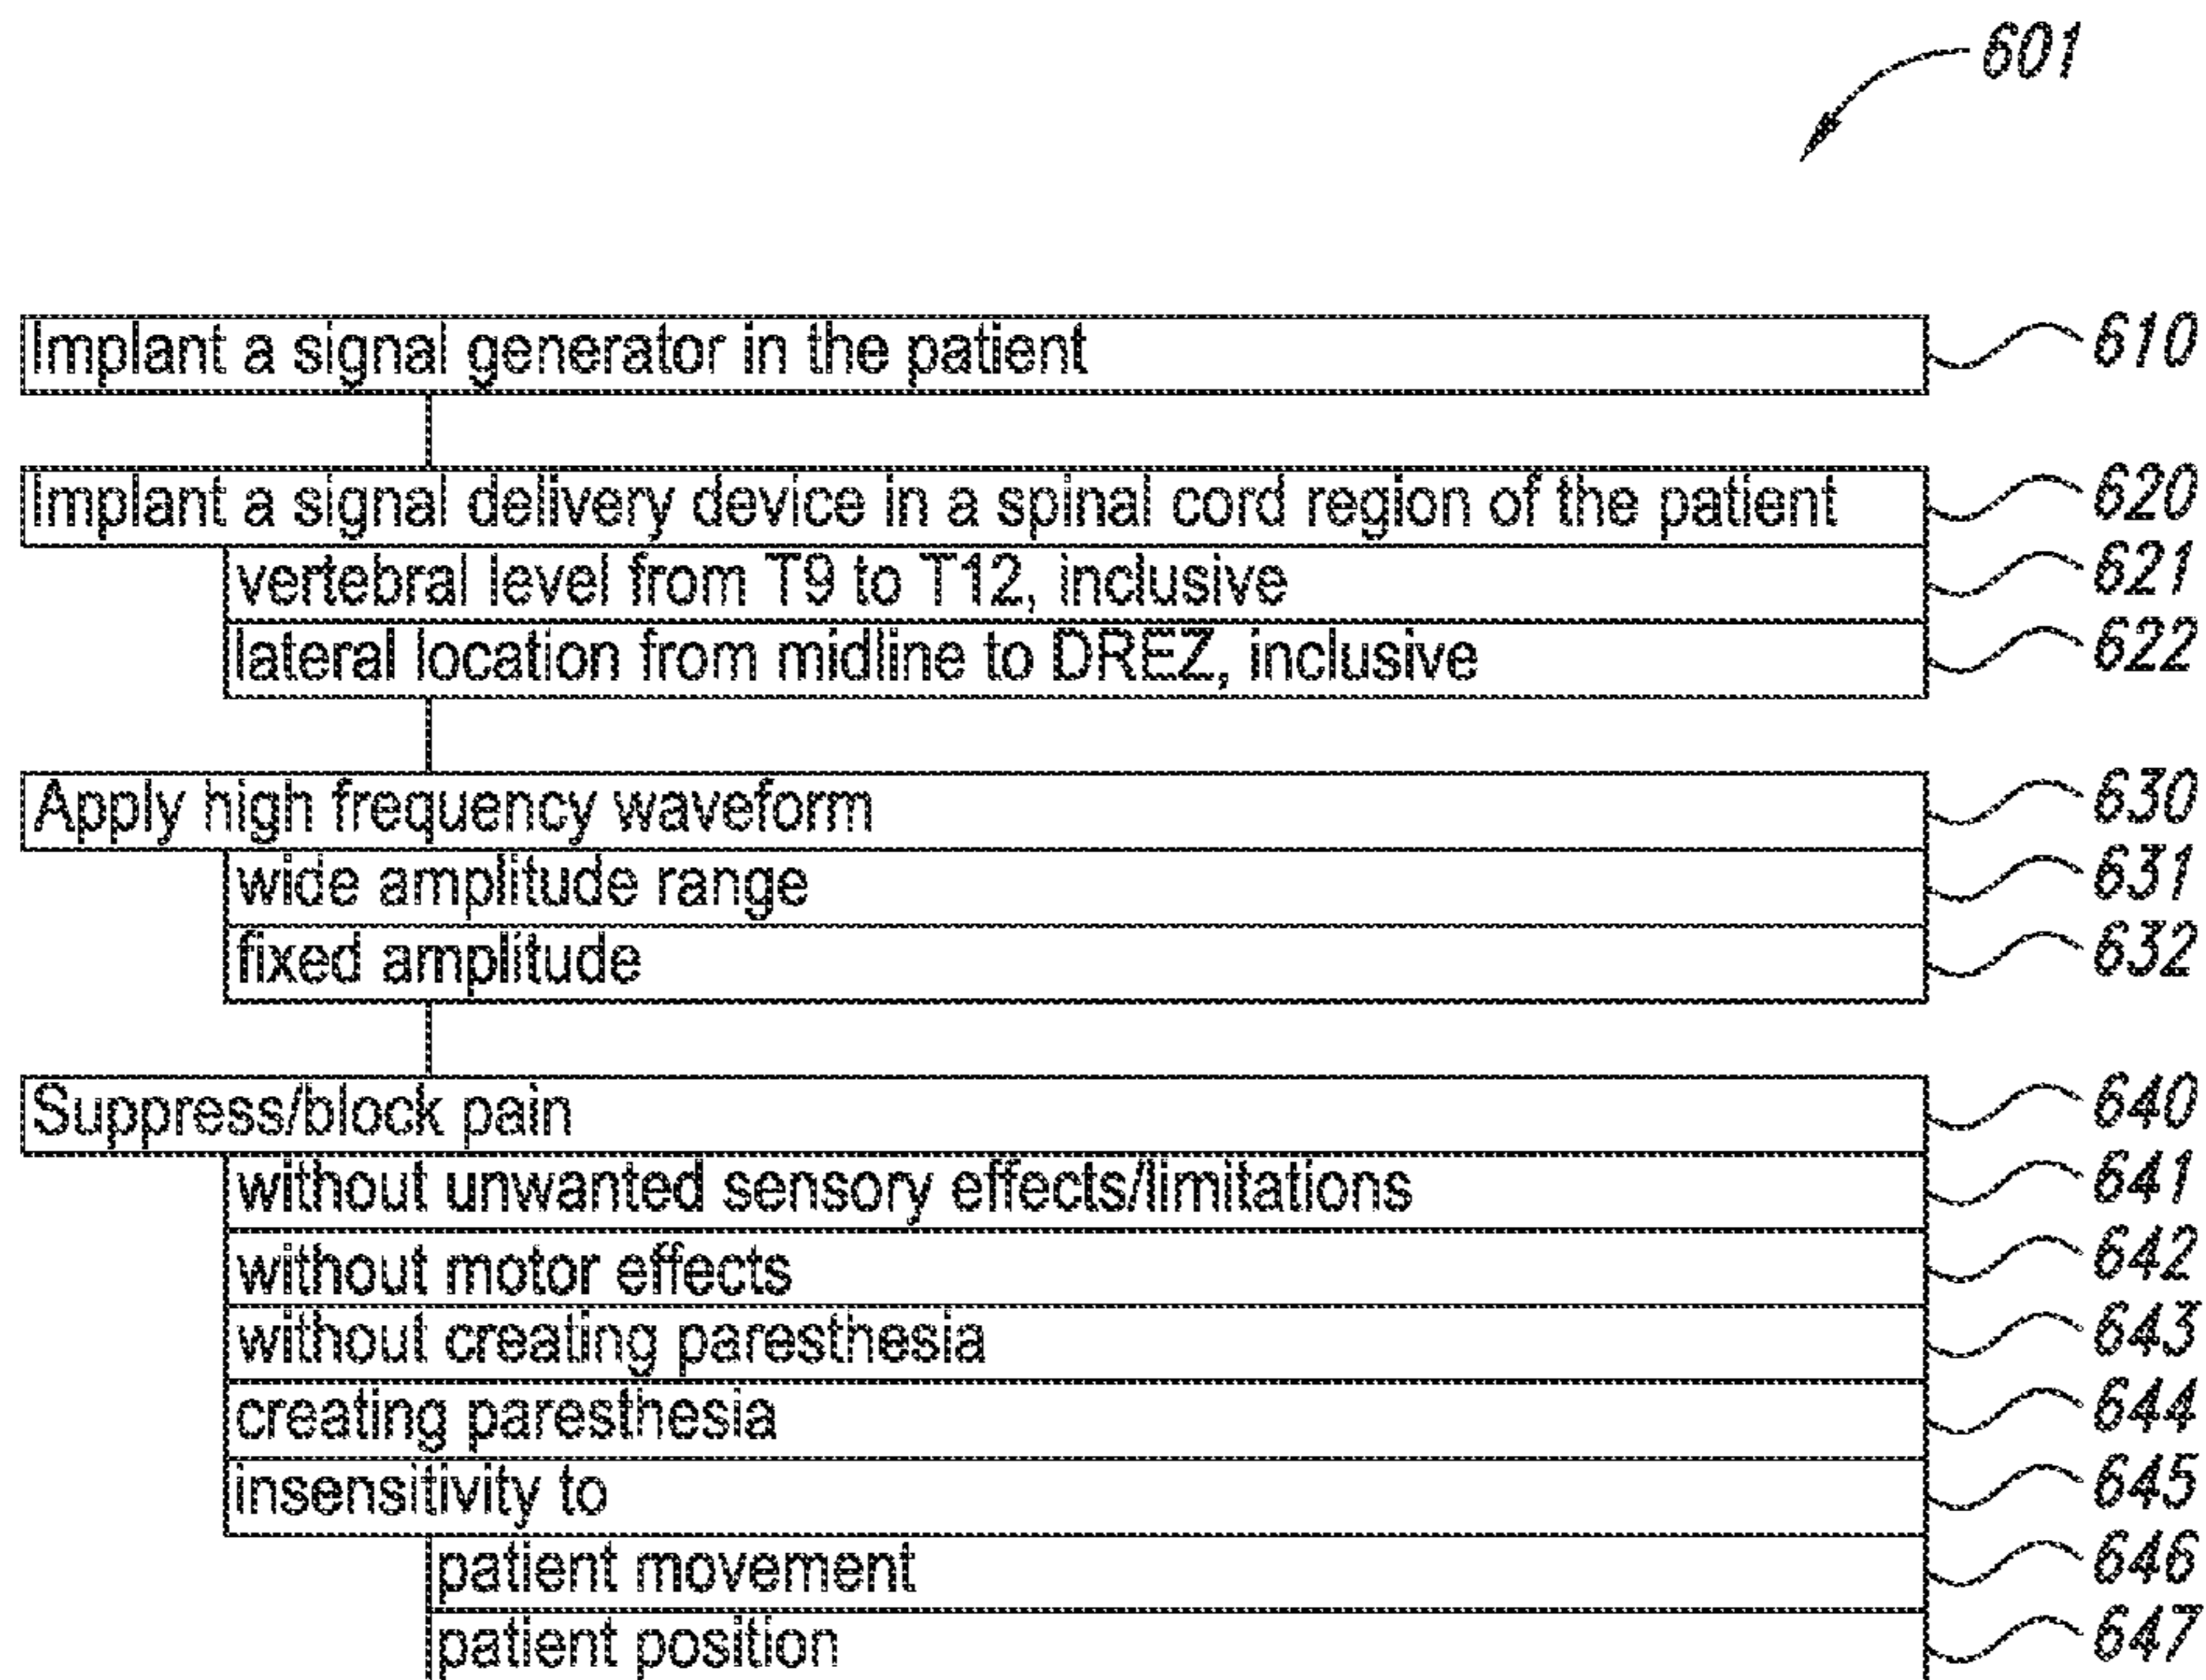 601
Implant a signal generator in the patient 610
Implant a signal delivery device in a spinal cord region of the patient 620
vertebral level from T9 to T12, inclusive 621
lateral location from midline to DREZ, inclusive 622
Apply high frequency waveform 630
wide amplitude range 631
fixed amplitude 632
Suppress/block pain 640
without unwanted sensory effects/limitations 641
without motor effects 642
without creating paresthesia 643
creating paresthesia 644
insensitivity to 645
patient movement 646
patient position 647